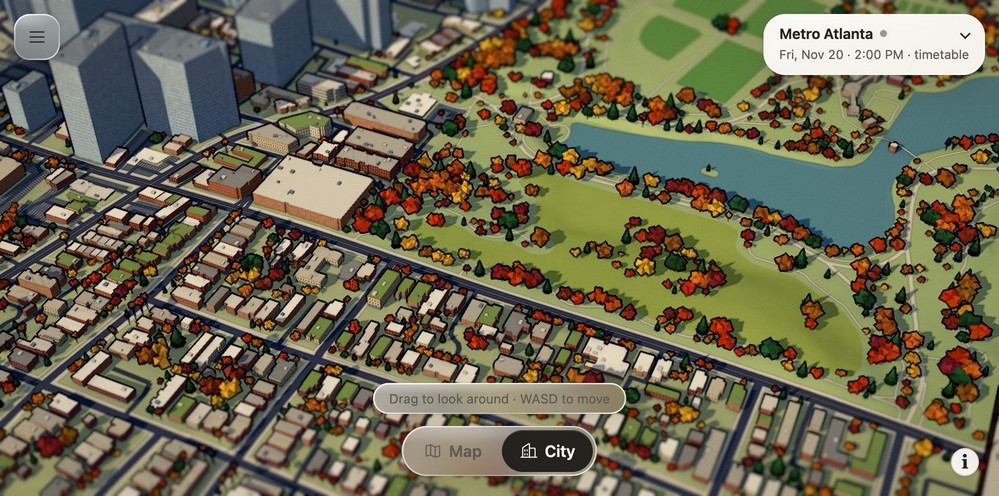 Metro Atlanta
Fri, Nov 20 · 2:00 PM · timetable
Drag to look around · WASD to move
Map
City
i